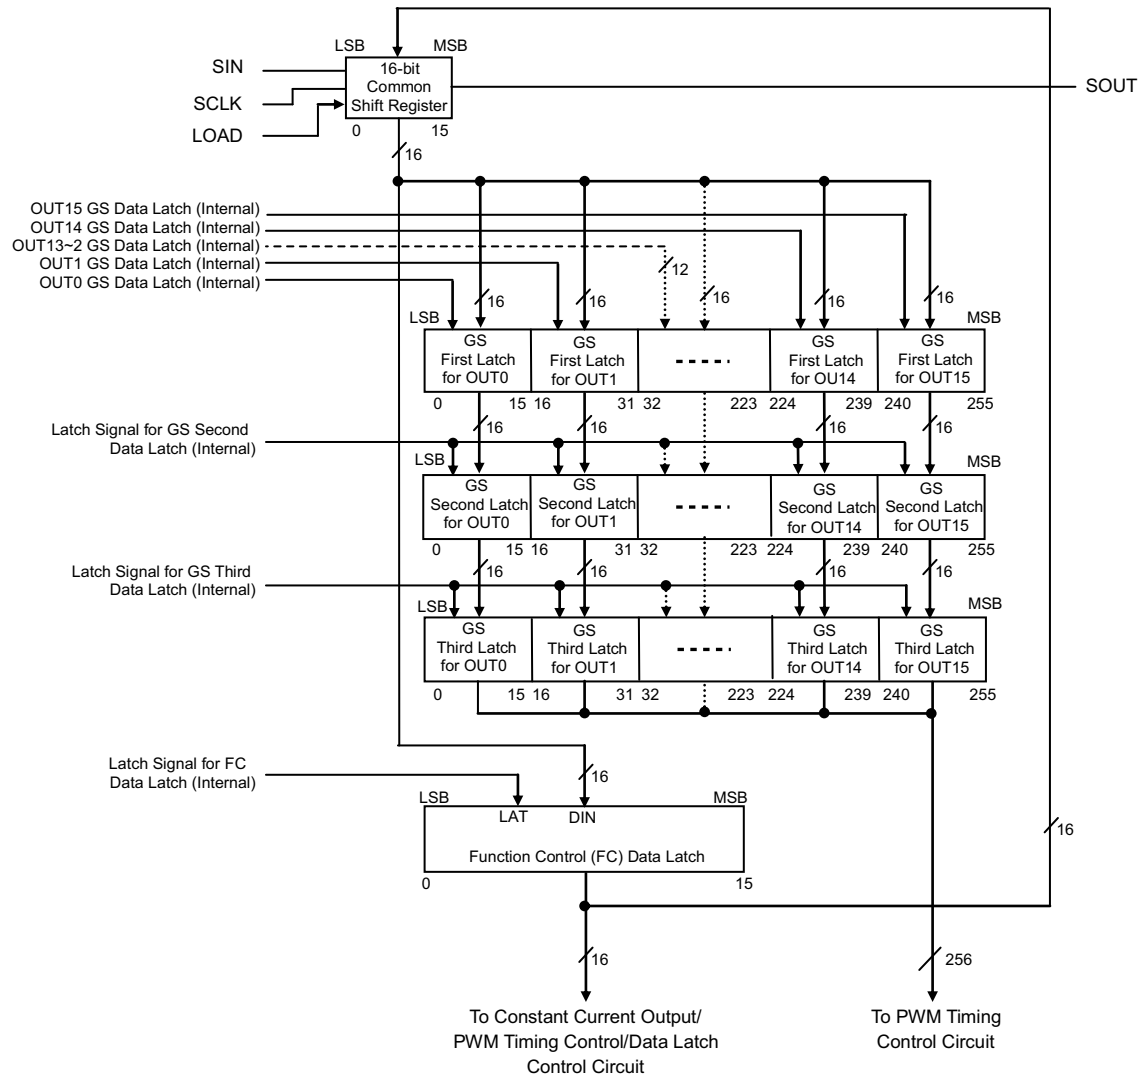 LSB MSB
SIN
16-bit
Common
Shift Register
SOUT
SCLK
LOAD
0 15
16
OUT15 GS Data Latch (Internal)
OUT14 GS Data Latch (Internal)
OUT13~2 GS Data Latch (Internal)
OUT1 GS Data Latch (Internal)
OUT0 GS Data Latch (Internal)
12
16 16 16 16 16
LSB MSB
GS
First Latch
for OUT0
GS
First Latch
for OUT1
GS
First Latch
for OU14
GS
First Latch
for OUT15
0 15 16 31 32 223 224 239 240 255
16 16 16 16
Latch Signal for GS Second
Data Latch (Internal)
LSB MSB
GS
Second Latch
for OUT0
GS
Second Latch
for OUT1
GS
Second Latch
for OUT14
GS
Second Latch
for OUT15
0 15 16 31 32 223 224 239 240 255
16 16 16 16
Latch Signal for GS Third
Data Latch (Internal)
LSB MSB
GS
Third Latch
for OUT0
GS
Third Latch
for OUT1
GS
Third Latch
for OUT14
GS
Third Latch
for OUT15
0 15 16 31 32 223 224 239 240 255
Latch Signal for FC
Data Latch (Internal)
16
LSB MSB
LAT DIN
Function Control (FC) Data Latch
0 15
16
16
256
To Constant Current Output/
PWM Timing Control/Data Latch
Control Circuit
To PWM Timing
Control Circuit